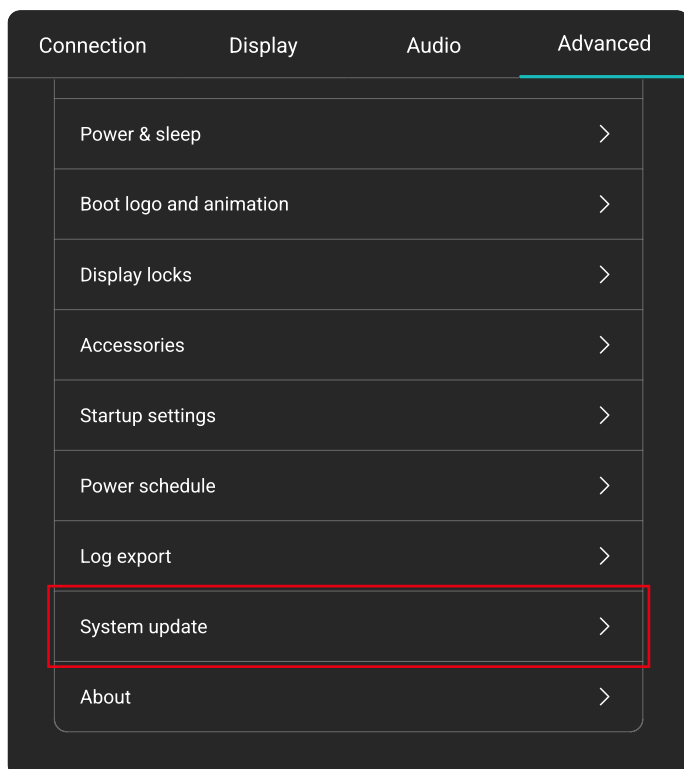 Connection Display Audio Advanced
Power & sleep
Boot logo and animation
Display locks
Accessories
Startup settings
Power schedule
Log export
System update
About